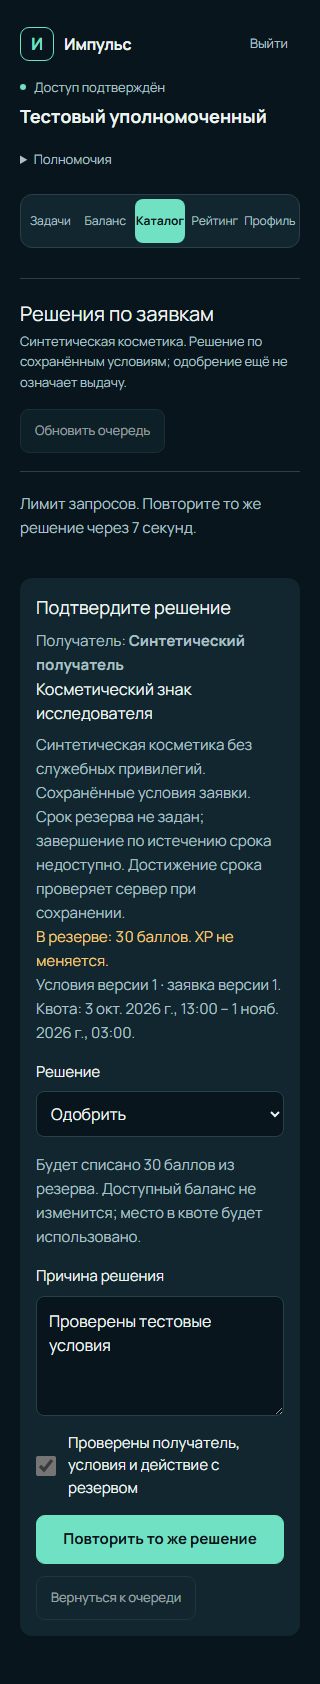 И Импульс Выйти
Доступ подтверждён
Тестовый уполномоченный
Полномочия
Задачи Баланс Каталог Рейтинг Профиль
Решения по заявкам
Синтетическая косметика. Решение по
сохранённым условиям; одобрение ещё не
означает выдачу.
Обновить очередь
Лимит запросов. Повторите то же
решение через 7 секунд.
Подтвердите решение
Получатель: Синтетический
получатель
Косметический знак
исследователя
Синтетическая косметика без
служебных привилегий.
Сохранённые условия заявки.
Срок резерва не задан;
завершение по истечению срока
недоступно. Достижение срока
проверяет сервер при
сохранении.
В резерве: 30 баллов. XP не
меняется.
Условия версии 1 · заявка версии 1.
Квота: 3 окт. 2026 г., 13:00 – 1 нояб.
2026 г., 03:00.
Решение
Одобрить
Будет списано 30 баллов из
резерва. Доступный баланс не
изменится; место в квоте будет
использовано.
Причина решения
Проверены тестовые
условия
Проверены получатель,
условия и действие с
резервом
Повторить то же решение
Вернуться к очереди